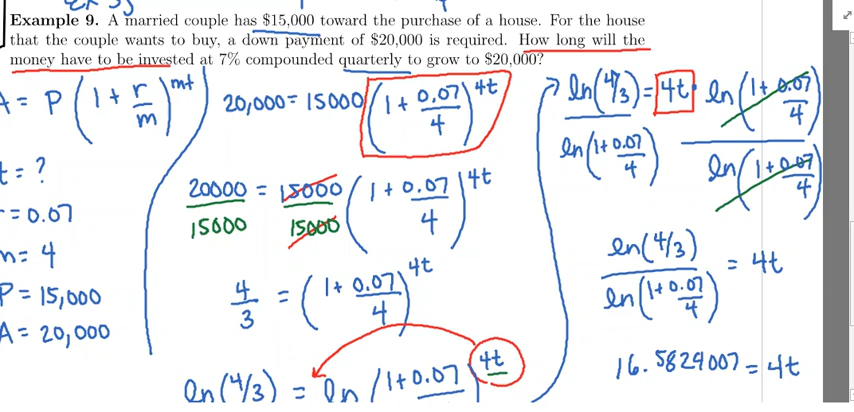 Example 9. A married couple has $15,000 toward the purchase of a house. For the house
that the couple wants to buy, a down payment of $20,000 is required. How long will the
money have to be invested at 7% compounded quarterly to grow to $20,000?
A = P (1 + r/m)^mt
t = ?
r = 0.07
m = 4
P = 15,000
A = 20,000
20,000 = 15000 (1 + 0.07/4)^4t
20000/15000 = 15000/15000 (1 + 0.07/4)^4t
4/3 = (1 + 0.07/4)^4t
ln(4/3) = ln (1 + 0.07 4t
ln(4/3) / ln(1 + 0.07/4) = 4t · ln(1 + 0.07/4) / ln(1 + 0.07/4)
ln(4/3) / ln(1 + 0.07/4) = 4t
16.5829007 = 4t